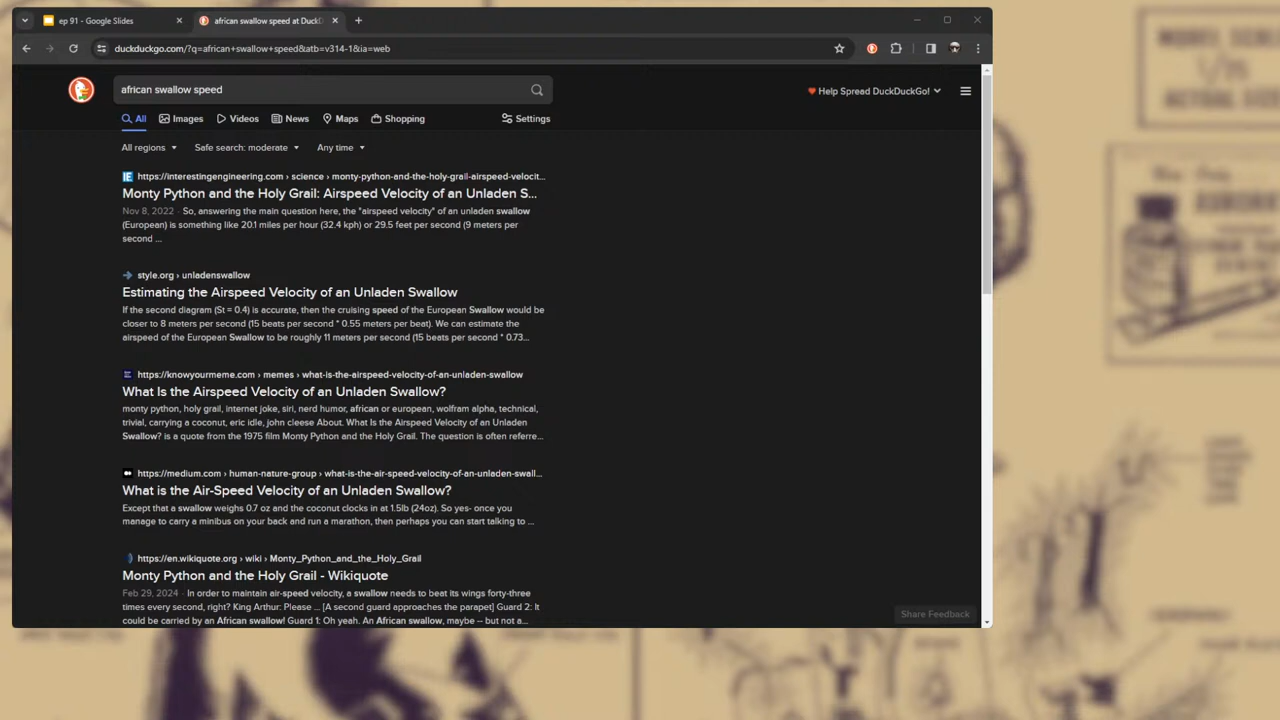 ep 91 - Google Slides
african swallow speed at DuckD
duckduckgo.com/?q=african+swallow+speed&atb=v314-1&ia=web
african swallow speed
Help Spread DuckDuckGo!
All Images Videos News Maps Shopping Settings
All regions Safe search: moderate Any time
https://interestingengineering.com › science › monty-python-and-the-holy-grail-airspeed-velocit...
Monty Python and the Holy Grail: Airspeed Velocity of an Unladen S...
Nov 8, 2022 · So, answering the main question here, the "airspeed velocity" of an unladen swallow
(European) is something like 20.1 miles per hour (32.4 kph) or 29.5 feet per second (9 meters per
second ...
style.org › unladenswallow
Estimating the Airspeed Velocity of an Unladen Swallow
If the second diagram (St = 0.4) is accurate, then the cruising speed of the European Swallow would be
closer to 8 meters per second (15 beats per second * 0.55 meters per beat). We can estimate the
airspeed of the European Swallow to be roughly 11 meters per second (15 beats per second * 0.73...
https://knowyourmeme.com › memes › what-is-the-airspeed-velocity-of-an-unladen-swallow
What Is the Airspeed Velocity of an Unladen Swallow?
monty python, holy grail, internet joke, siri, nerd humor, african or european, wolfram alpha, technical,
trivial, carrying a coconut, eric idle, john cleese About. What Is the Airspeed Velocity of an Unladen
Swallow? is a quote from the 1975 film Monty Python and the Holy Grail. The question is often referre...
https://medium.com › human-nature-group › what-is-the-air-speed-velocity-of-an-unladen-swall...
What is the Air-Speed Velocity of an Unladen Swallow?
Except that a swallow weighs 0.7 oz and the coconut clocks in at 1.5lb (24oz). So yes- once you
manage to carry a minibus on your back and run a marathon, then perhaps you can start talking to ...
https://en.wikiquote.org › wiki › Monty_Python_and_the_Holy_Grail
Monty Python and the Holy Grail - Wikiquote
Feb 29, 2024 · In order to maintain air-speed velocity, a swallow needs to beat its wings forty-three
times every second, right? King Arthur: Please ... [A second guard approaches the parapet] Guard 2: It
could be carried by an African swallow! Guard 1: Oh yeah. An African swallow, maybe -- but not a...
Share Feedback
MODEL SCALE
1/25
ACTUAL SIZE